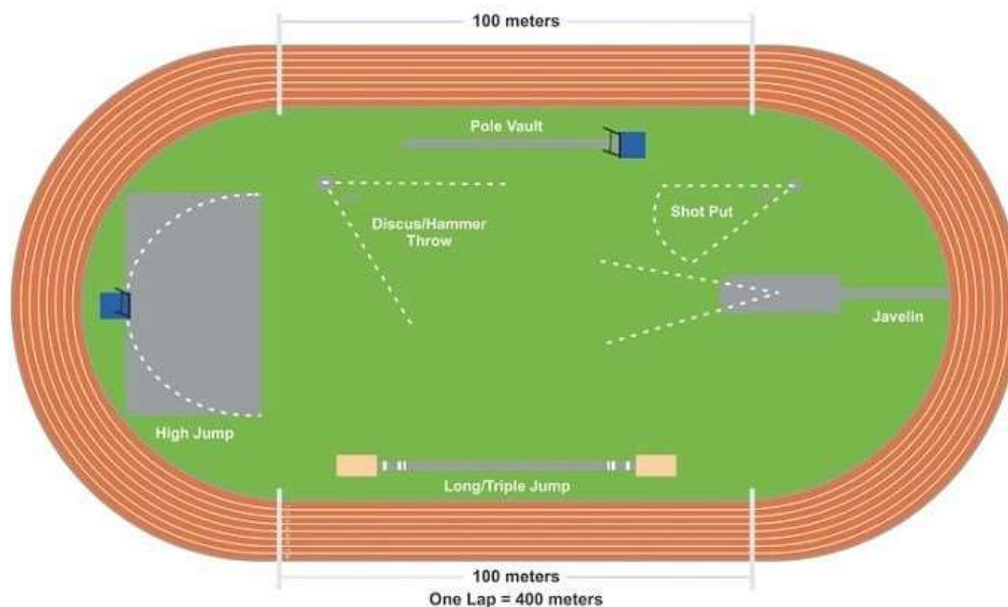 100 meters
Pole Vault
Discus/Hammer
Throw
Shot Put
Javelin
High Jump
Long/Triple Jump
100 meters
One Lap = 400 meters